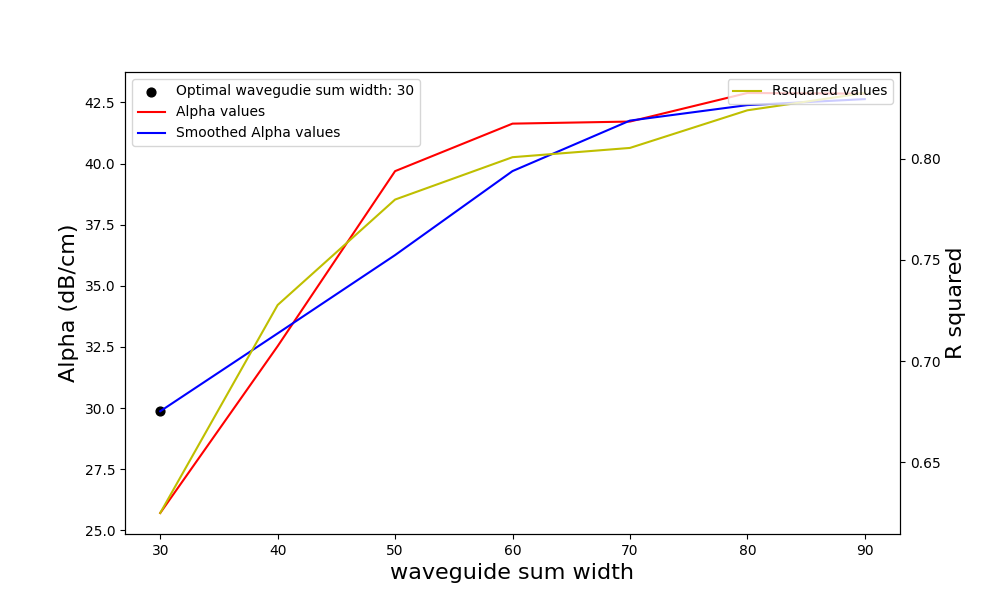 Optimal wavegudie sum width: 30
Alpha values
Smoothed Alpha values
Rsquared values
42.5
40.0
37.5
35.0
32.5
30.0
27.5
25.0
Alpha (dB/cm)
0.80
0.75
0.70
0.65
R squared
30 40 50 60 70 80 90
waveguide sum width